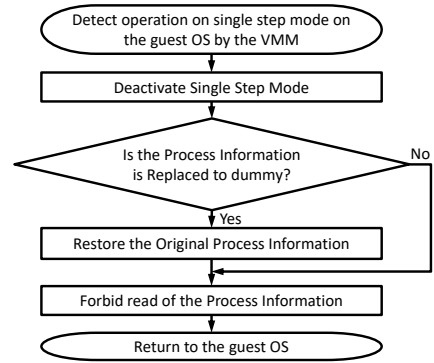 Detect operation on single step mode on
the guest OS by the VMM
Deactivate Single Step Mode
Is the Process Information
is Replaced to dummy?
No
Yes
Restore the Original Process Information
Forbid read of the Process Information
Return to the guest OS